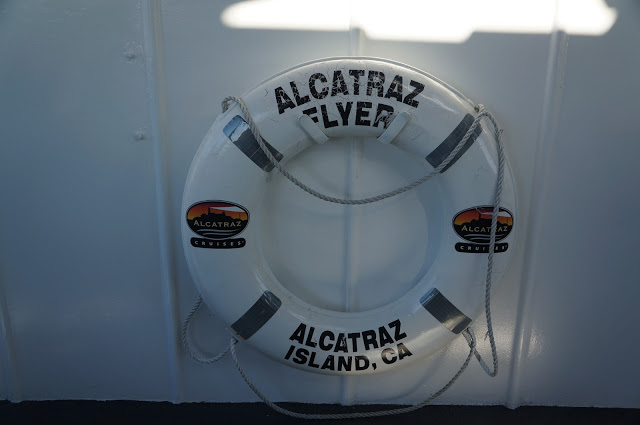 ALCATRAZ
FLYER
ALCATRAZ
CRUISES
ALCATRAZ
CRUISES
ALCATRAZ
ISLAND, CA